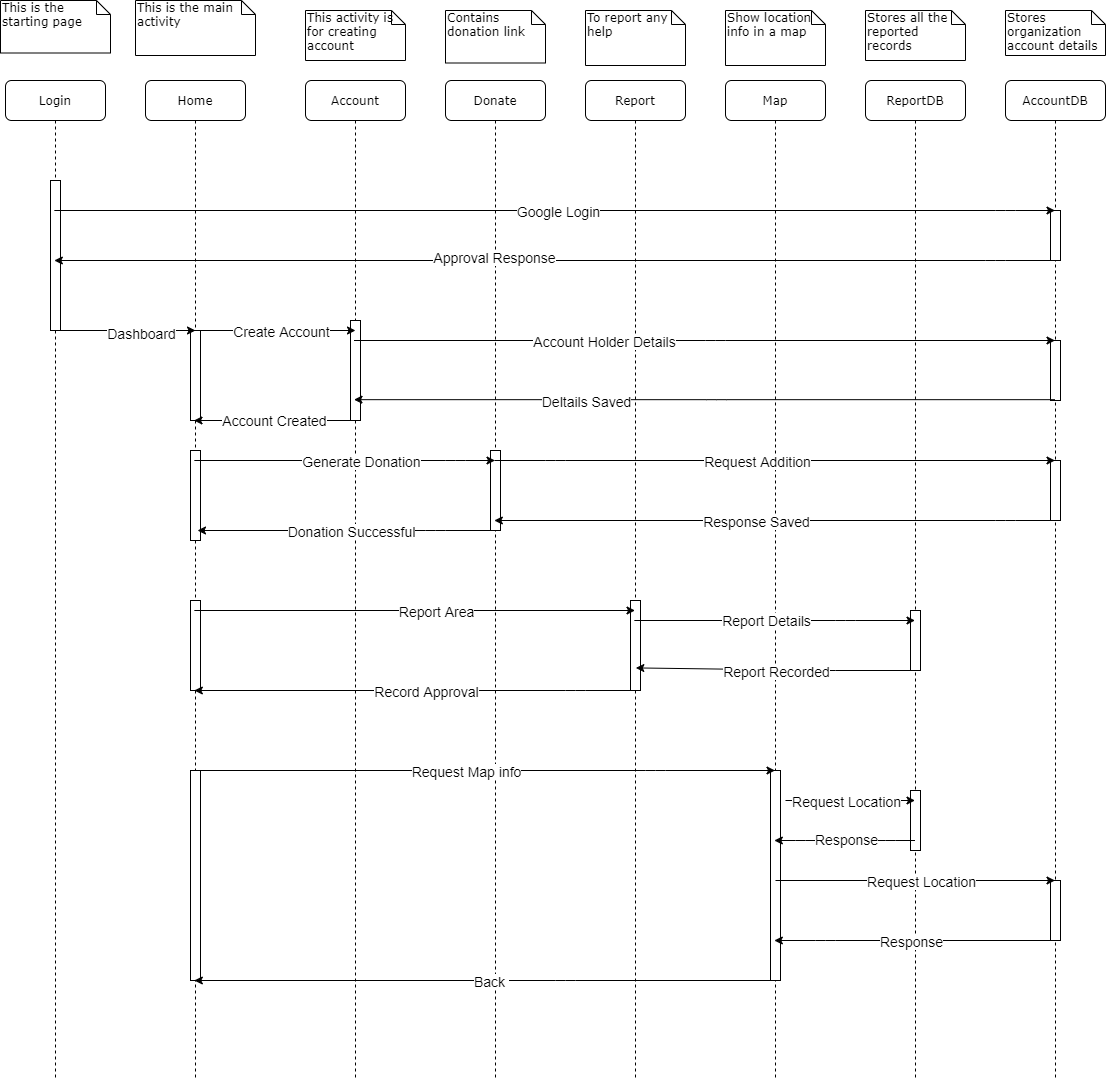 This is the
starting page
This is the main
activity
This activity is
for creating
account
Contains
donation link
To report any
help
Show location
info in a map
Stores all the
reported
records
Stores
organization
account details
Login
Home
Account
Donate
Report
Map
ReportDB
AccountDB
Google Login
Approval Response
Dashboard
Create Account
Account Holder Details
Deltails Saved
Account Created
Generate Donation
Request Addition
Response Saved
Donation Successful
Report Area
Report Details
Report Recorded
Record Approval
Request Map info
Request Location
Response
Request Location
Response
Back